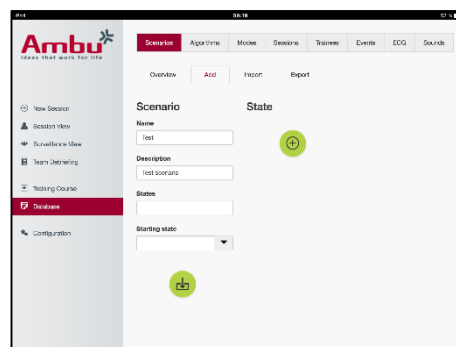 iPad 09:18 57 %
Ambu
Ideas that work for life
Scenarios Algorithms Modes Sessions Trainees Events ECG Sounds
Overview Add Import Export
New Session
Session View
Surveillance View
Team Debriefing
Training Course
Database
Configuration
Scenario State
Name
Test
Description
Test scenario
States
Starting state